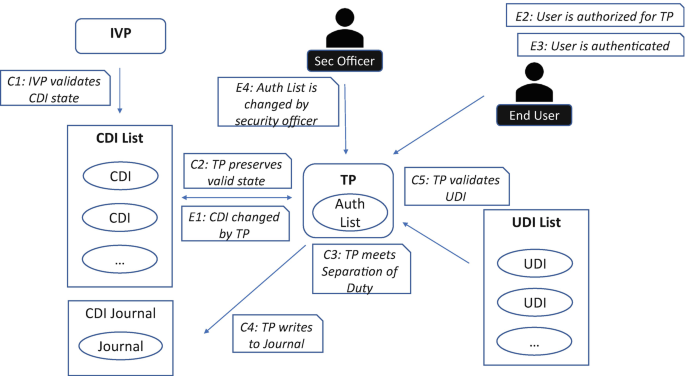 IVP
E2: User is authorized for TP
E3: User is authenticated
Sec Officer
C1: IVP validates
CDI state
E4: Auth List is
changed by
security officer
End User
CDI List
CDI
CDI
...
C2: TP preserves
valid state
E1: CDI changed
by TP
TP
Auth
List
C5: TP validates
UDI
UDI List
UDI
UDI
...
C3: TP meets
Separation of
Duty
CDI Journal
Journal
C4: TP writes
to Journal